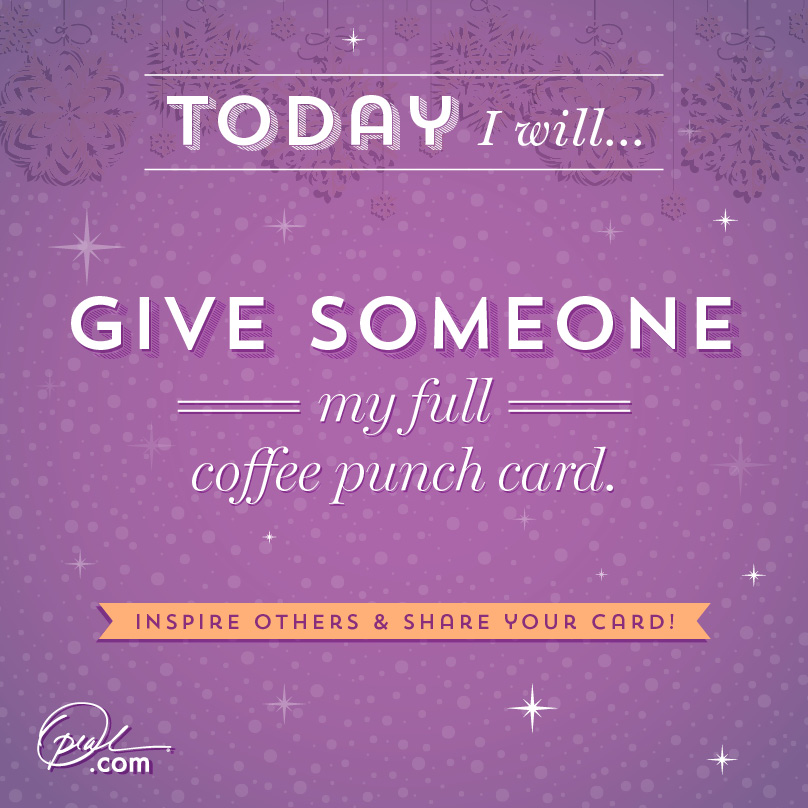 TODAY I will...
GIVE SOMEONE
my full
coffee punch card.
INSPIRE OTHERS & SHARE YOUR CARD!
Oprah
.com